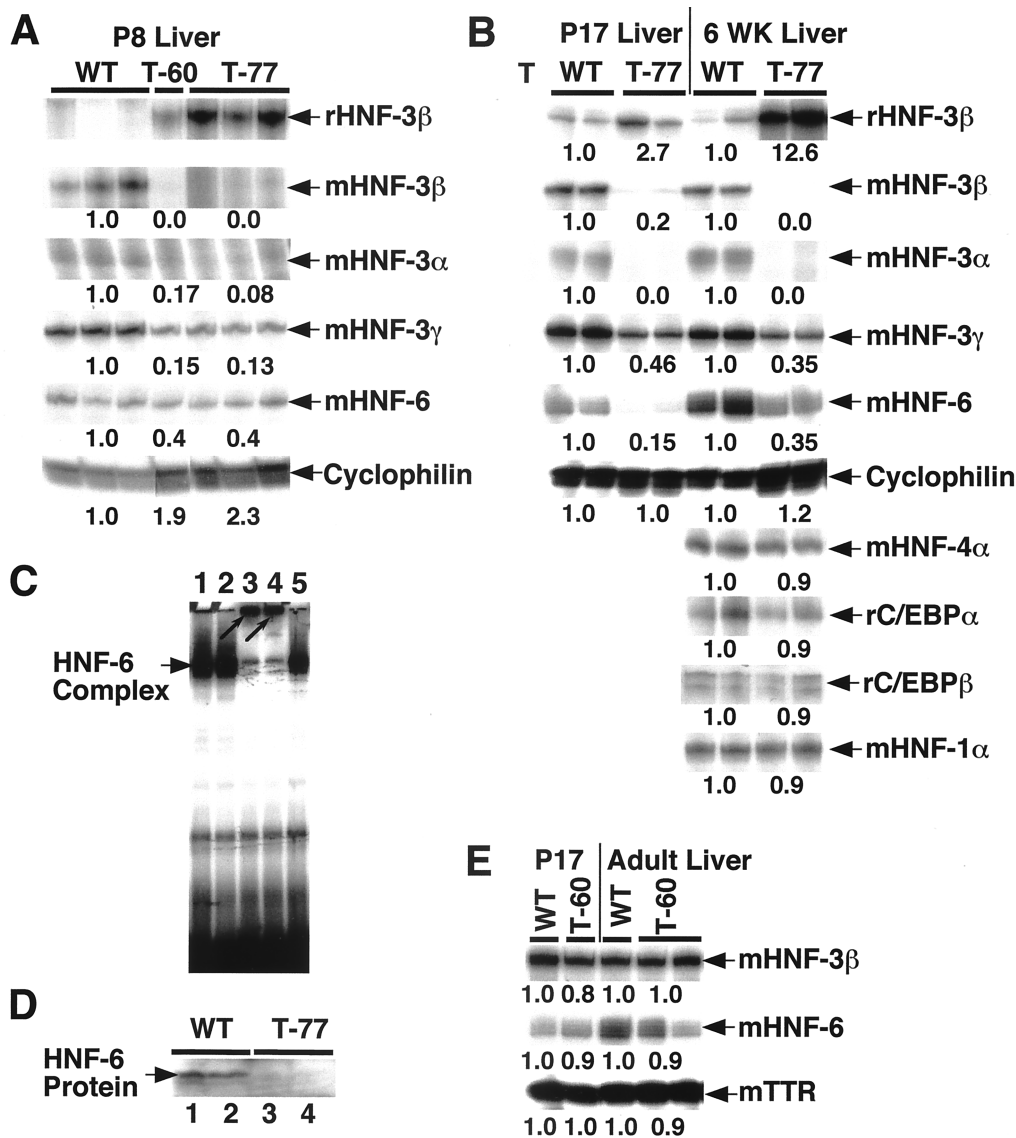 A
P8 Liver
WT T-60 T-77
rHNF-3β
mHNF-3β
1.0 0.0 0.0
mHNF-3α
1.0 0.17 0.08
mHNF-3γ
1.0 0.15 0.13
mHNF-6
1.0 0.4 0.4
Cyclophilin
1.0 1.9 2.3
B
P17 Liver 6 WK Liver
T WT T-77 WT T-77
rHNF-3β
1.0 2.7 1.0 12.6
mHNF-3β
1.0 0.2 1.0 0.0
mHNF-3α
1.0 0.0 1.0 0.0
mHNF-3γ
1.0 0.46 1.0 0.35
mHNF-6
1.0 0.15 1.0 0.35
Cyclophilin
1.0 1.0 1.0 1.2
mHNF-4α
1.0 0.9
rC/EBPα
1.0 0.9
rC/EBPβ
1.0 0.9
mHNF-1α
1.0 0.9
C
1 2 3 4 5
HNF-6
Complex
D
WT T-77
HNF-6
Protein
1 2 3 4
E
P17 Adult Liver
WT T-60 WT T-60
mHNF-3β
1.0 0.8 1.0 1.0
mHNF-6
1.0 0.9 1.0 0.9
mTTR
1.0 1.0 1.0 0.9